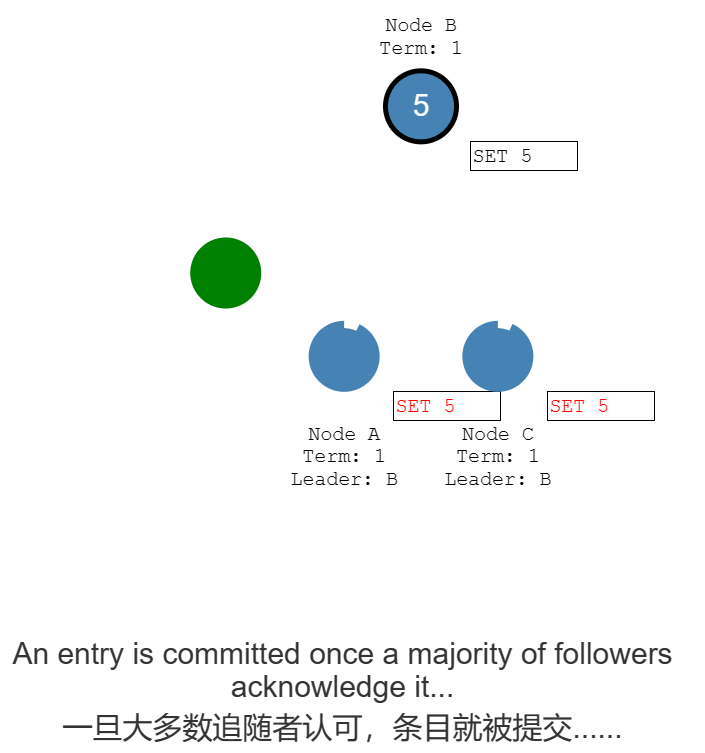 Node B
Term: 1
5
SET 5
SET 5
SET 5
Node A
Term: 1
Leader: B
Node C
Term: 1
Leader: B
An entry is committed once a majority of followers
acknowledge it...
一旦大多数追随者认可，条目就被提交......